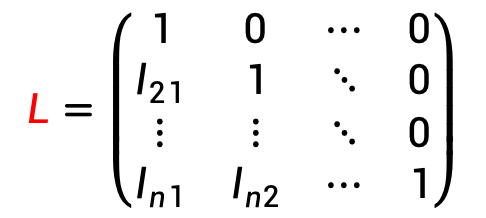 L = ( 1 0 ⋯ 0
l₂₁ 1 ⋱ 0
⋮ ⋮ ⋱ 0
lₙ₁ lₙ₂ ⋯ 1 )